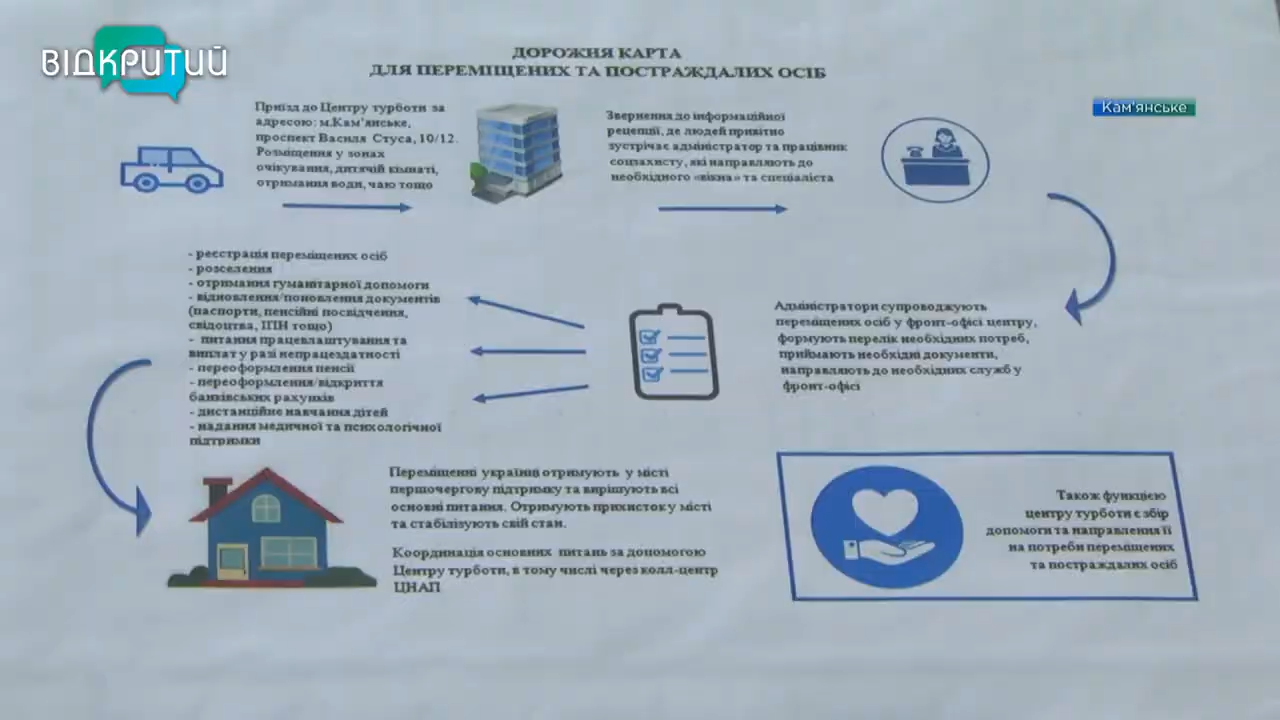 ВІДКРИТИЙ
Кам'янське
ДОРОЖНЯ КАРТА
ДЛЯ ПЕРЕМІЩЕНИХ ТА ПОСТРАЖДАЛИХ ОСІБ
Приїзд до Центру турботи за
адресою: м.Кам'янське,
проспект Василя Стуса, 10/12.
Розміщення у зонах
очікування, дитячій кімнаті,
отримання води, чаю тощо
Звернення до інформаційної
рецепції, де людей привітно
зустрічає адміністратор та працівник
соцзахисту, які направляють до
необхідного «вікна» та спеціаліста
Адміністратори супроводжують
переміщених осіб у фронт-офісі центру,
формують перелік необхідних потреб,
приймають необхідні документи,
направляють до необхідних служб у
фронт-офісі
- реєстрація переміщених осіб
- розселення
- отримання гуманітарної допомоги
- відновлення/поновлення документів
(паспорти, пенсійні посвідчення,
свідоцтва, ІПН тощо)
- питання працевлаштування та
виплат у разі непрацездатності
- переоформлення пенсії
- переоформлення/відкриття
банківських рахунків
- дистанційне навчання дітей
- надання медичної та психологічної
підтримки
Переміщенні українці отримують у місті
першочергову підтримку та вирішують всі
основні питання. Отримують прихисток у місті
та стабілізують свій стан.
Координація основних питань за допомогою
Центру турботи, в тому числі через колл-центр
ЦНАП
Також функцією
центру турботи є збір
допомоги та направлення її
на потреби переміщених
та постраждалих осіб